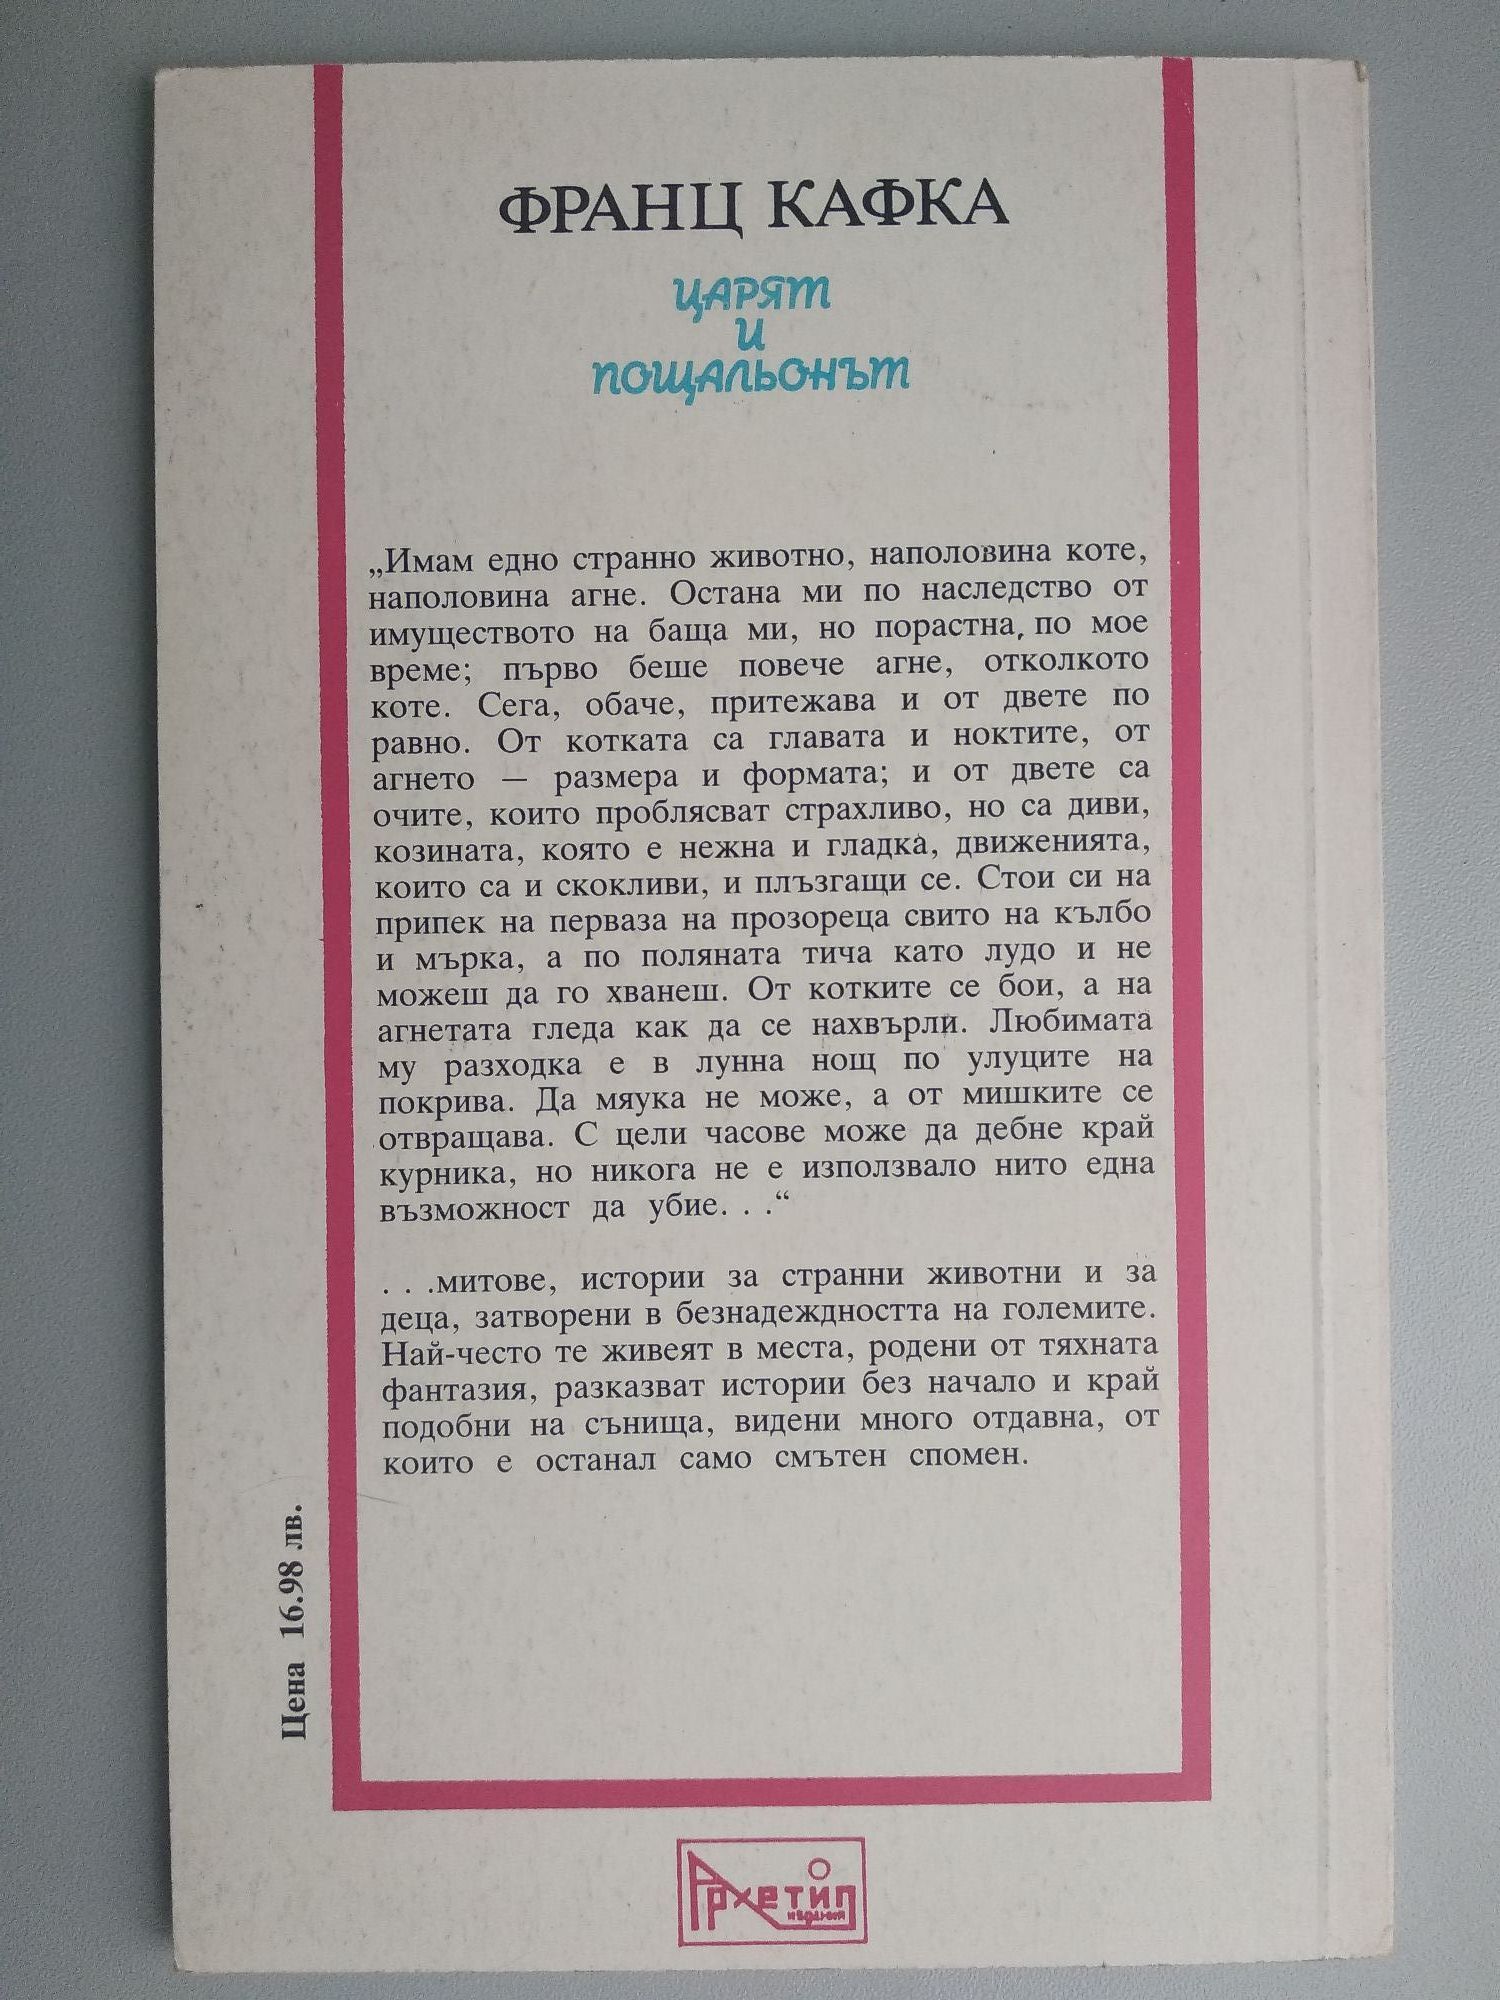 ФРАНЦ КАФКА
ЦАРЯТ
И
ПОЩАЛЬОНЪТ
„Имам едно странно животно, наполовина коте,
наполовина агне. Остана ми по наследство от
имуществото на баща ми, но порастна, по мое
време; първо беше повече агне, отколкото
коте. Сега, обаче, притежава и от двете по
равно. От котката са главата и ноктите, от
агнето — размера и формата; и от двете са
очите, които проблясват страхливо, но са диви,
козината, която е нежна и гладка, движенията,
които са и скокливи, и плъзгащи се. Стои си на
припек на перваза на прозореца свито на кълбо
и мърка, а по поляната тича като лудо и не
можеш да го хванеш. От котките се бои, а на
агнетата гледа как да се нахвърли. Любимата
му разходка е в лунна нощ по улуците на
покрива. Да мяука не може, а от мишките се
отвращава. С цели часове може да дебне край
курника, но никога не е използвало нито една
възможност да убие. . .“
. . .митове, истории за странни животни и за
деца, затворени в безнадеждността на големите.
Най-често те живеят в места, родени от тяхната
фантазия, разказват истории без начало и край
подобни на сънища, видени много отдавна, от
които е останал само смътен спомен.
Цена 16.98 лв.
Архетип
издания